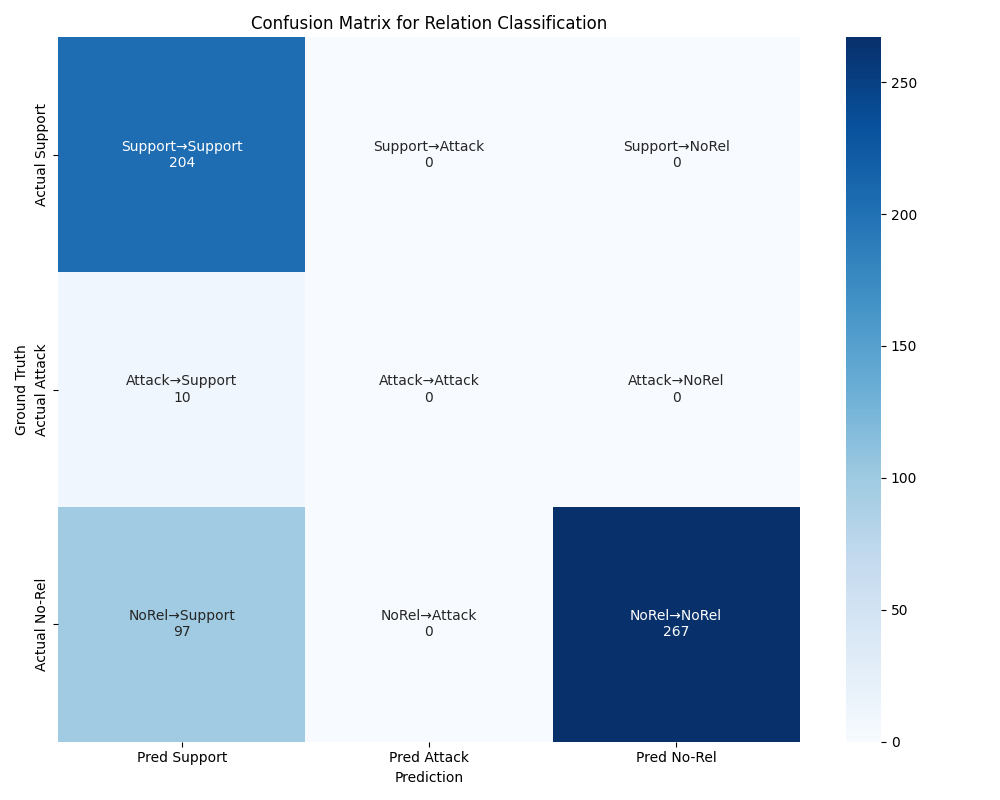 Confusion Matrix for Relation Classification
Ground Truth
Actual Support
Support→Support
204
Support→Attack
0
Support→NoRel
0
Actual Attack
Attack→Support
10
Attack→Attack
0
Attack→NoRel
0
Actual No-Rel
NoRel→Support
97
NoRel→Attack
0
NoRel→NoRel
267
Pred Support
Pred Attack
Pred No-Rel
Prediction
250
200
150
100
50
0